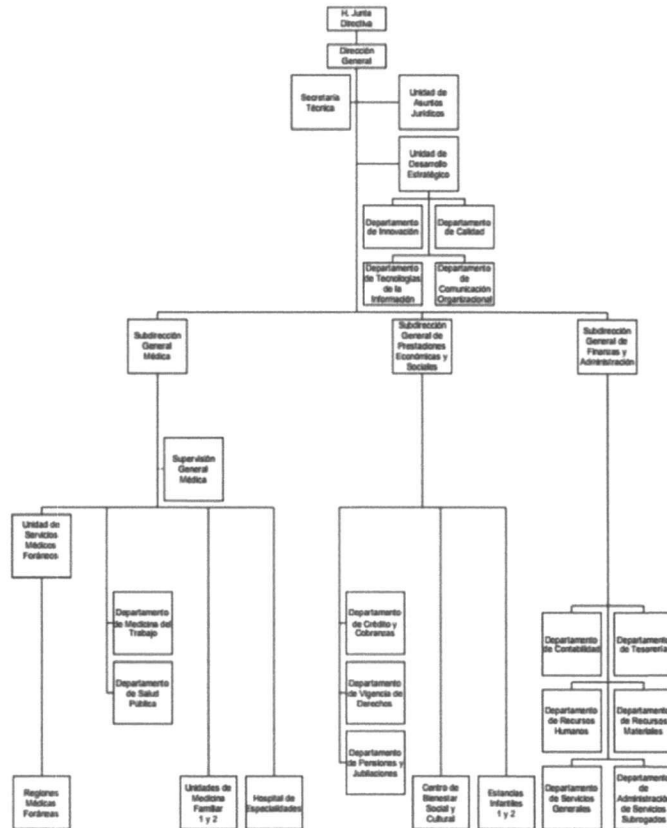 H. Junta
Directiva
Dirección
General
Secretaría
Técnica
Unidad de
Asuntos
Jurídicos
Unidad de
Desarrollo
Estratégico
Departamento
de Innovación
Departamento
de Calidad
Departamento
de Tecnologías
de la
Información
Departamento
de
Comunicación
Organizacional
Subdirección
General
Médica
Subdirección
General de
Prestaciones
Económicas y
Sociales
Subdirección
General de
Finanzas y
Administración
Supervisión
General
Médica
Unidad de
Servicios
Médicos
Foráneos
Departamento
de Medicina del
Trabajo
Departamento
de Salud
Pública
Departamento
de Crédito y
Cobranzas
Departamento
de Vigencia de
Derechos
Departamento
de Pensiones y
Jubilaciones
Departamento
de Contabilidad
Departamento
de Tesorería
Departamento
de Recursos
Humanos
Departamento
de Recursos
Materiales
Regiones
Médicas
Foráneas
Unidades de
Medicina
Familiar
1 y 2
Hospital de
Especialidades
Centro de
Bienestar
Social y
Cultural
Estancias
Infantiles
1 y 2
Departamento
de Servicios
Generales
Departamento
de
Administración
de Servicios
Subrogados